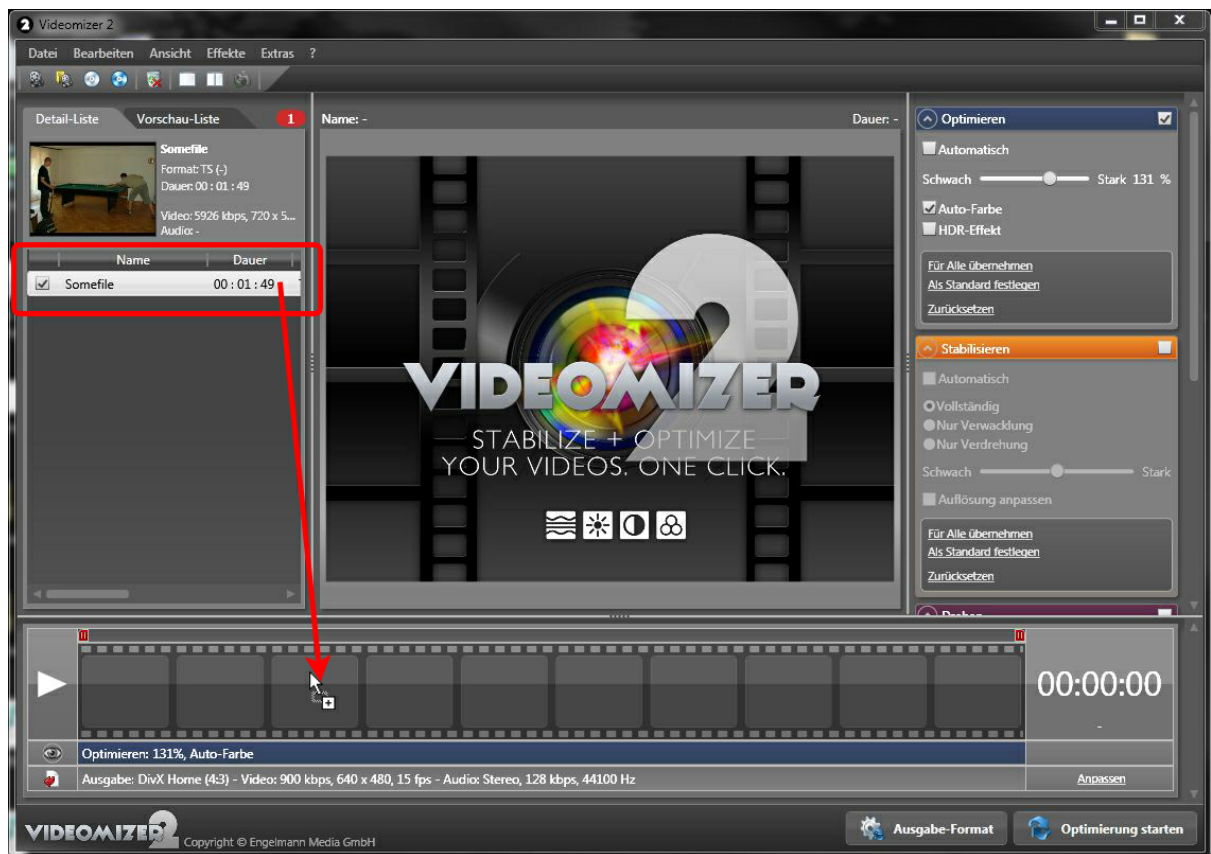 2 Videomizer 2
Datei Bearbeiten Ansicht Effekte Extras ?
Detail-Liste Vorschau-Liste 1
Somefile
Format: TS (-)
Dauer: 00 : 01 : 49
Video: 5926 kbps, 720 x 5...
Audio: -
Name Dauer
Somefile 00 : 01 : 49
Name: - Dauer: -
2
VIDEOMIZER
STABILIZE + OPTIMIZE
YOUR VIDEOS. ONE CLICK.
Optimieren
Automatisch
Schwach Stark 131 %
Auto-Farbe
HDR-Effekt
Für Alle übernehmen
Als Standard festlegen
Zurücksetzen
Stabilisieren
Automatisch
Vollständig
Nur Verwacklung
Nur Verdrehung
Schwach Stark
Auflösung anpassen
Für Alle übernehmen
Als Standard festlegen
Zurücksetzen
Drehen
00:00:00
-
Optimieren: 131%, Auto-Farbe
Ausgabe: DivX Home (4:3) - Video: 900 kbps, 640 x 480, 15 fps - Audio: Stereo, 128 kbps, 44100 Hz Anpassen
VIDEOMIZER 2 Copyright © Engelmann Media GmbH
Ausgabe-Format Optimierung starten